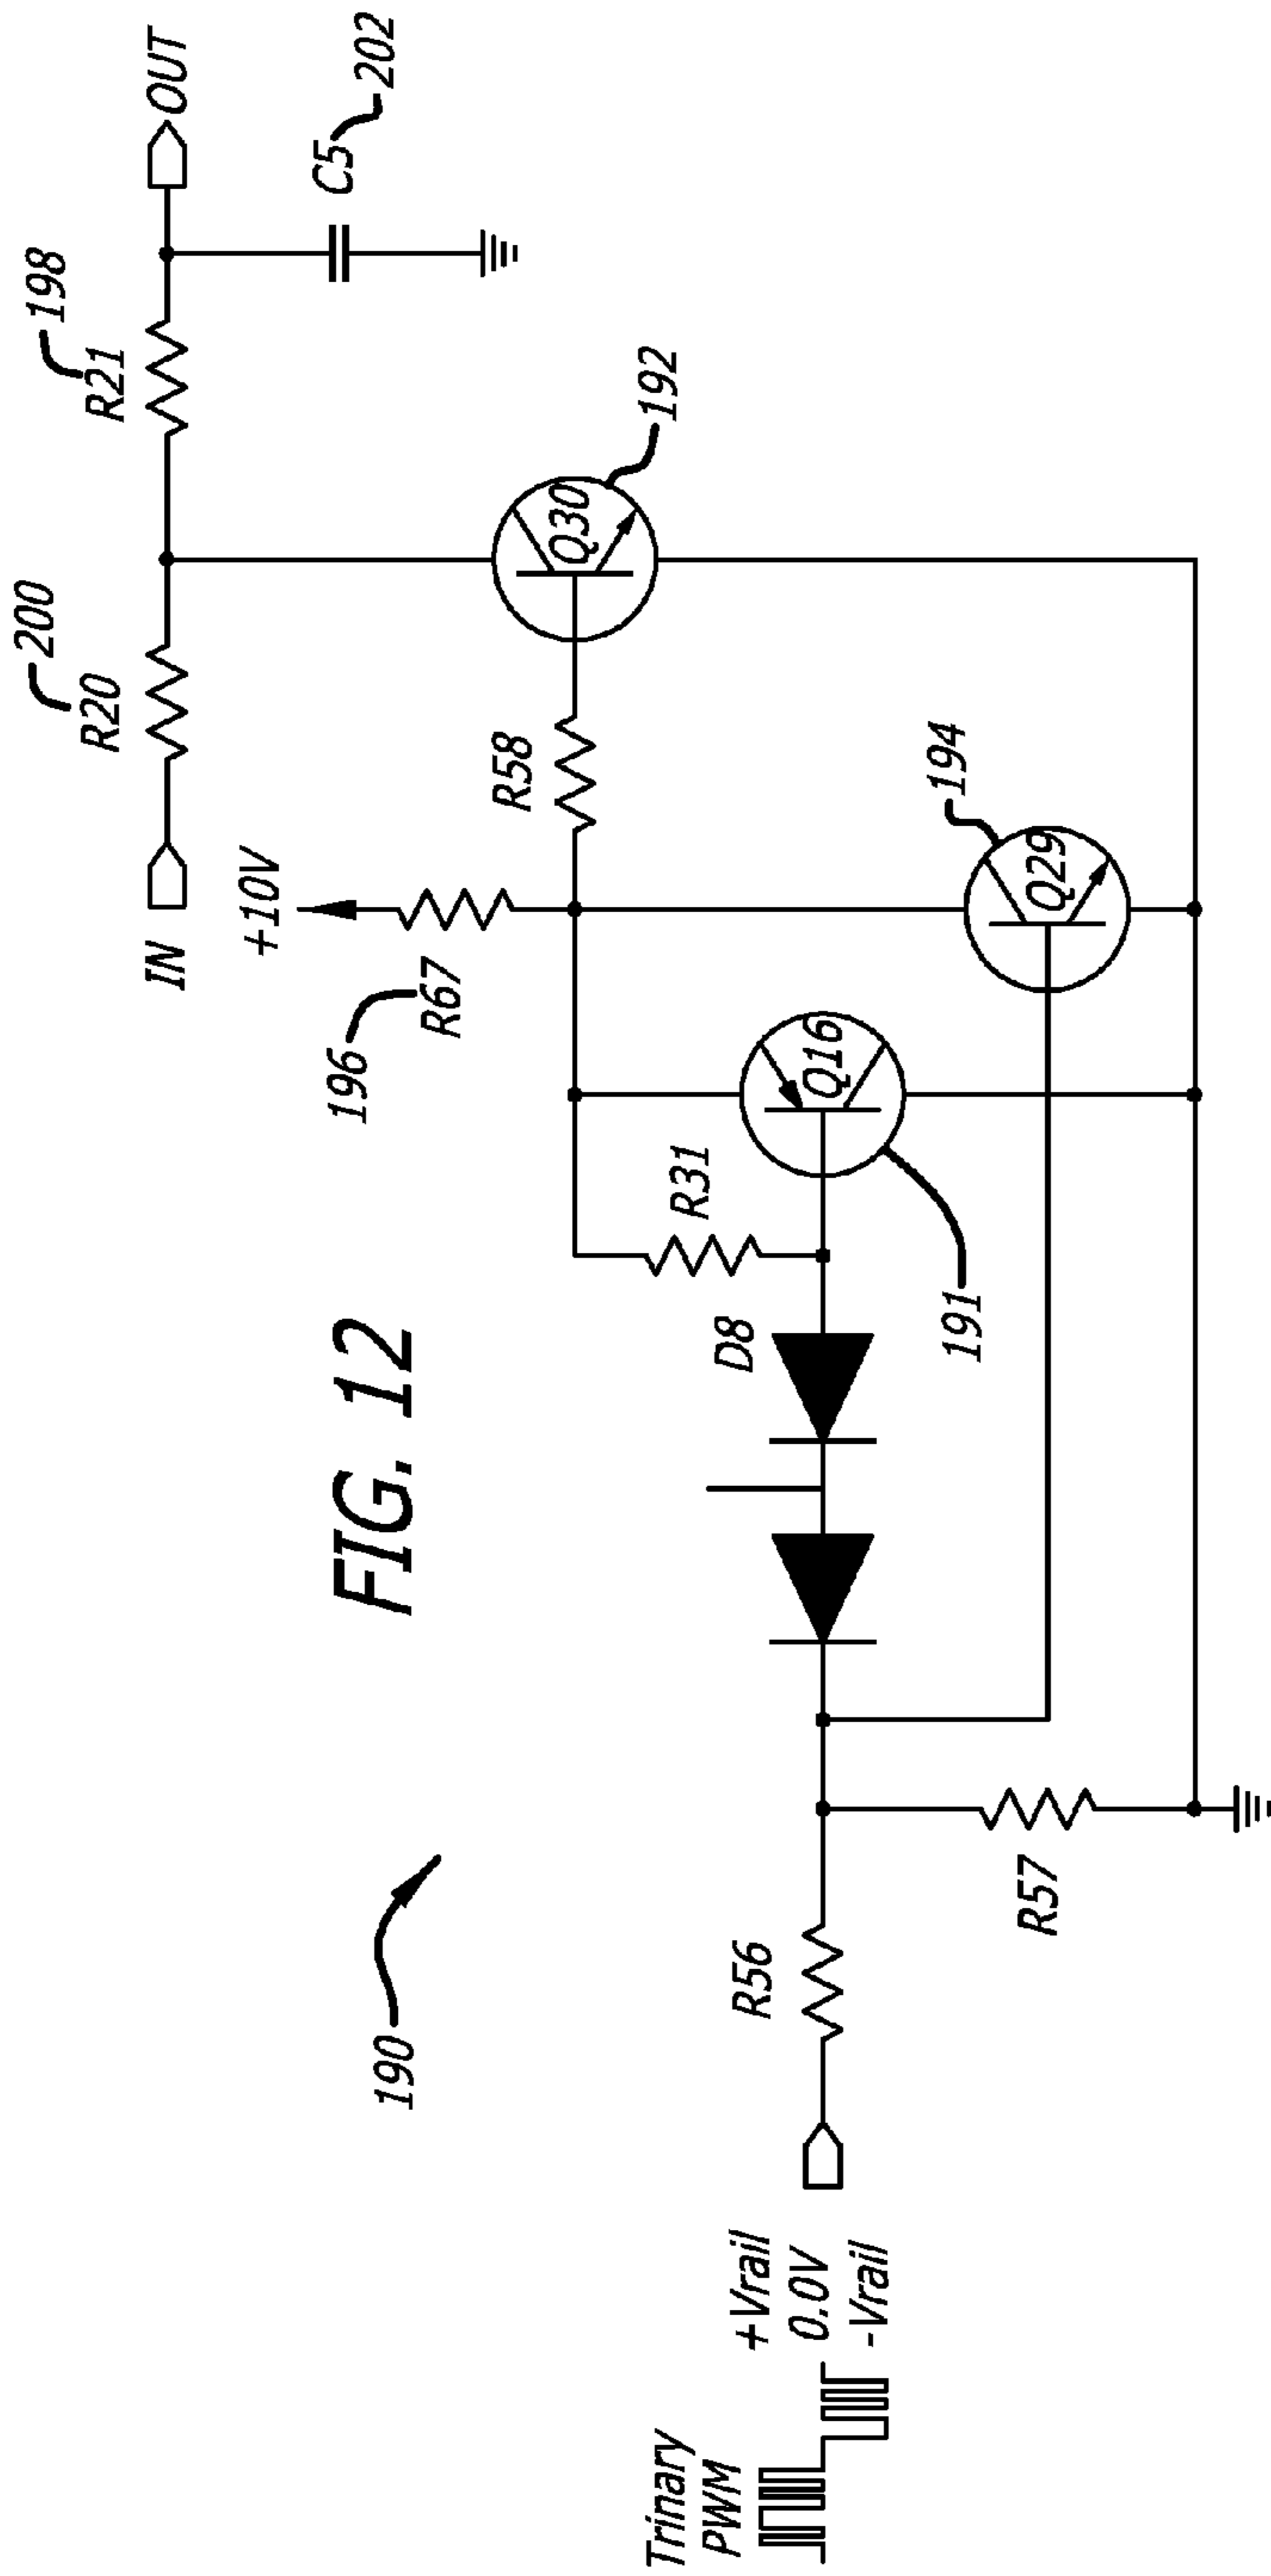 FIG. 12
190
IN
200
R20
198
R21
OUT
C5
202
+10V
196
R67
R58
Q30
192
R31
D8
Q16
191
Q29
194
Trinary
PWM
+Vrail
0.0V
-Vrail
R56
R57